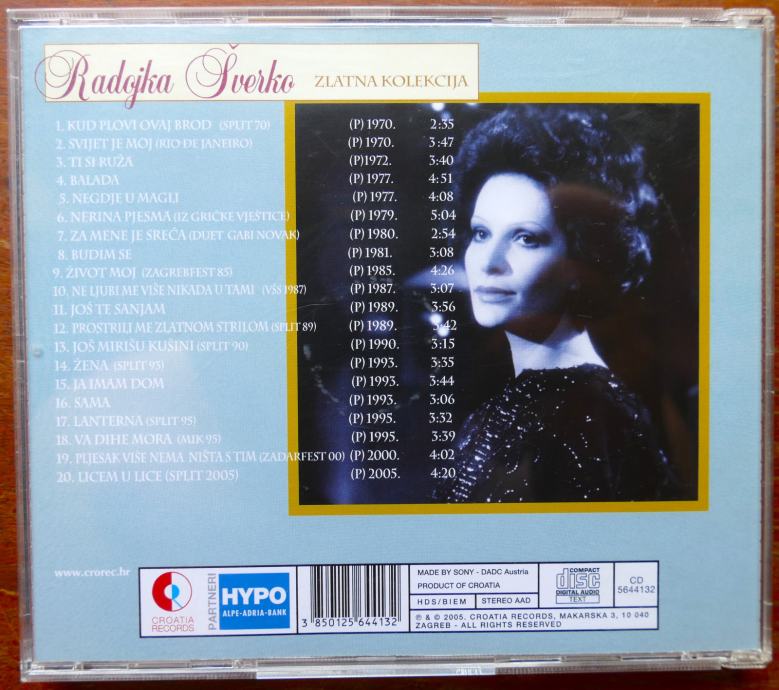 Radojka Šverko ZLATNA KOLEKCIJA
1. KUD PLOVI OVAJ BROD (SPLIT 70) (P) 1970. 2:35
2. SVIJET JE MOJ (RIO DE JANEIRO) (P) 1970. 3:47
3. TI SI RUŽA (P)1972. 3:40
4. BALADA (P) 1977. 4:51
5. NEGDJE U MAGLI (P) 1977. 4:08
6. NERINA PJESMA (IZ GRIČKE VJEŠTICE) (P) 1979. 5:04
7. ZA MENE JE SREĆA (DUET GABI NOVAK) (P) 1980. 2:54
8. BUDIM SE (P) 1981. 3:08
9. ŽIVOT MOJ (ZAGREBFEST 85) (P) 1985. 4:26
10. NE LJUBI ME VIŠE NIKADA U TAMI (VŠS 1987) (P) 1987. 3:07
11. JOŠ TE SANJAM (P) 1989. 3:56
12. PROSTRILI ME ZLATNOM STRILOM (SPLIT 89) (P) 1989. 3:42
13. JOŠ MIRIŠU KUŠINI (SPLIT 90) (P) 1990. 3:15
14. ŽENA (SPLIT 93) (P) 1993. 3:35
15. JA IMAM DOM (P) 1993. 3:44
16. SAMA (P) 1993. 3:06
17. LANTERNA (SPLIT 95) (P) 1995. 3:32
18. VA DIHE MORA (MIK 95) (P) 1995. 3:39
19. PLJESAK VIŠE NEMA NIŠTA S TIM (ZADARFEST 00) (P) 2000. 4:02
20. LICEM U LICE (SPLIT 2005) (P) 2005. 4:20
www.crorec.hr
CROATIA
RECORDS
PARTNERI
HYPO
ALPE-ADRIA-BANK
3 850125 644132
MADE BY SONY - DADC Austria
PRODUCT OF CROATIA
HDS/BIEM STEREO AAD
COMPACT
disc
DIGITAL AUDIO
TEXT
CD
5644132
℗ & © 2005. CROATIA RECORDS, MAKARSKA 3, 10 040
ZAGREB - ALL RIGHTS RESERVED